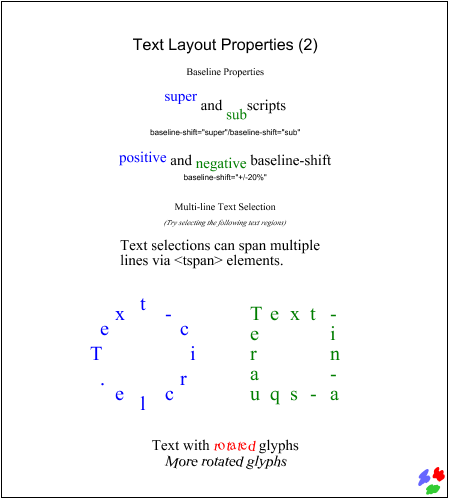 Text Layout Properties (2)
Baseline Properties
super and subscripts
baseline-shift="super"/baseline-shift="sub"
positive and negative baseline-shift
baseline-shift="+/-20%"
Multi-line Text Selection
(Try selecting the following text regions)
Text selections can span multiple
lines via <tspan> elements.
Text-circle.
Text-in-a-square
Text with rotated glyphs
More rotated glyphs